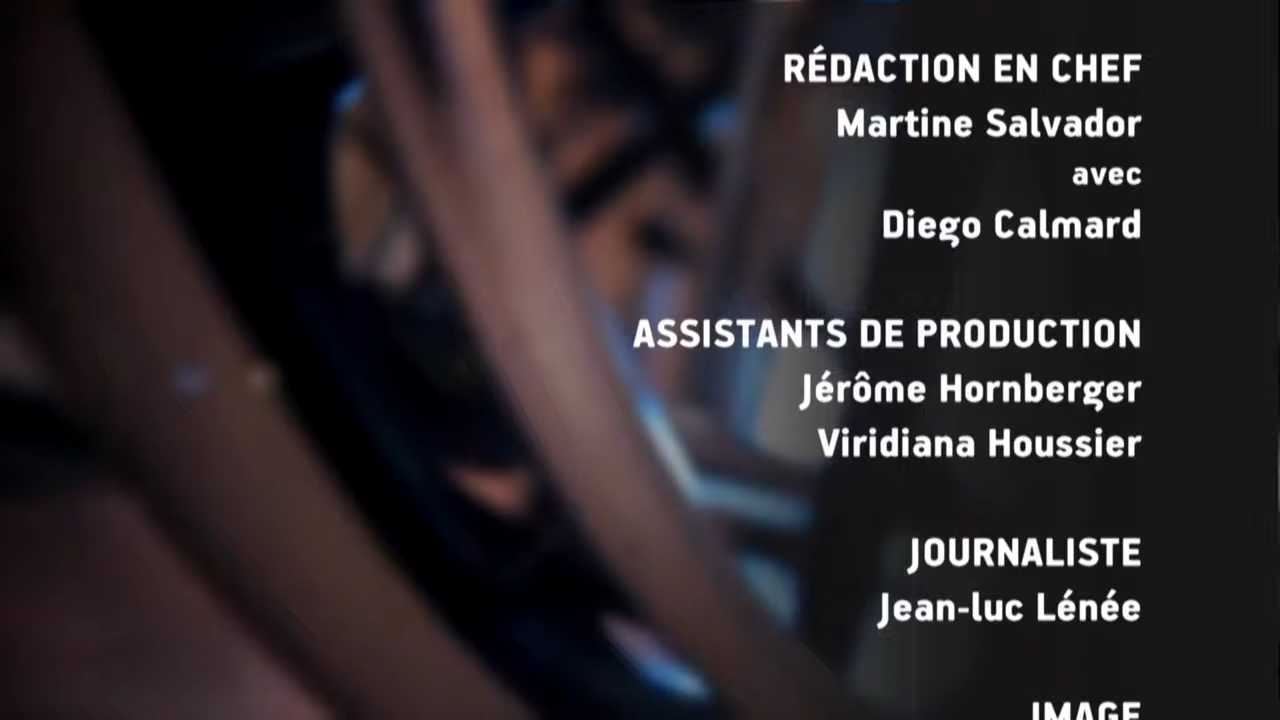 RÉDACTION EN CHEF
Martine Salvador
avec
Diego Calmard
ASSISTANTS DE PRODUCTION
Jérôme Hornberger
Viridiana Houssier
JOURNALISTE
Jean-luc Lénée
IMAGE